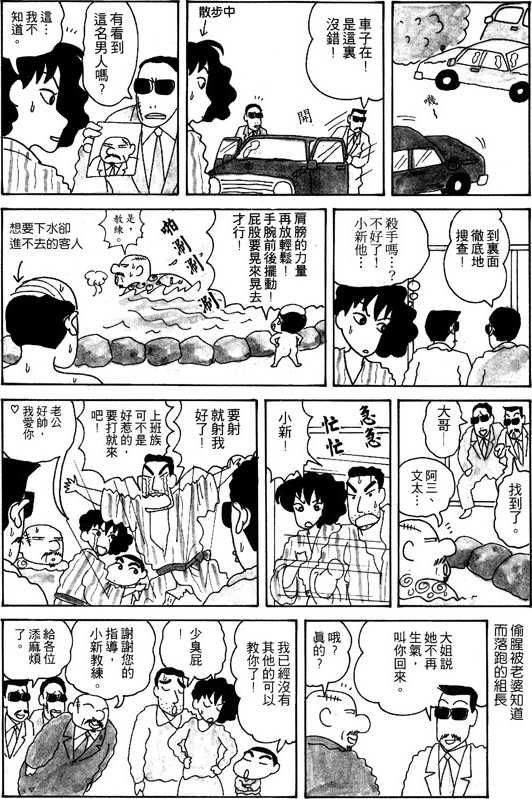 嘰～
車子在！
是這裏
沒錯！
開
散步中
有看到
這名男人嗎？
這…
我不
知道。
到裏面
徹底地
搜查！
殺手嗎…？
不好了！
小新他…
肩膀的力量
再放輕鬆！
手腕前後擺動！
屁股要晃來晃去
才行！
啪
唰
唰
唰
是，
教練。
想要下水卻
進不去的客人
找到了。
大哥
阿三、
文太…
急急
忙忙
小新！
要射
就射我
好了！
上班族
可不是
好惹的，
要打就來
吧！
老公
好帥，
我愛你
♡
偷腥被老婆知道
而落跑的組長
大姐說
她不再
生氣，
叫你回來。
哦？
眞的？
我已經沒有
其他的可以
教你了！
少臭屁
！
謝謝您的
指導，
小新教練。
給各位
添麻煩
了。